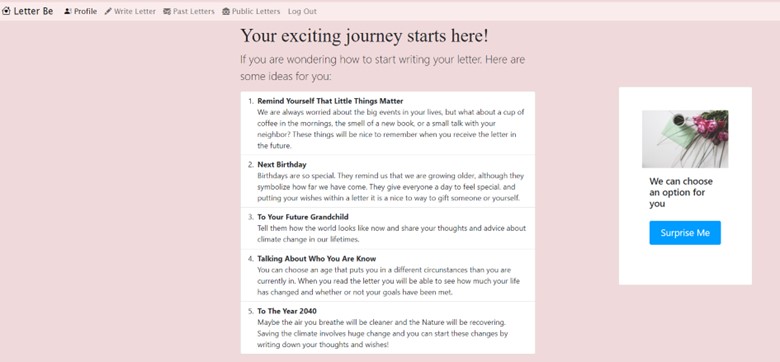 Letter Be Profile Write Letter Past Letters Public Letters Log Out
Your exciting journey starts here!
If you are wondering how to start writing your letter. Here are
some ideas for you:
1. Remind Yourself That Little Things Matter
We are always worried about the big events in your lives, but what about a cup of
coffee in the mornings, the smell of a new book, or a small talk with your
neighbor? These things will be nice to remember when you receive the letter in
the future.
2. Next Birthday
Birthdays are so special. They remind us that we are growing older, although they
symbolize how far we have come. They give everyone a day to feel special, and
putting your wishes within a letter it is a nice to way to gift someone or yourself.
3. To Your Future Grandchild
Tell them how the world looks like now and share your thoughts and advice about
climate change in our lifetimes.
4. Talking About Who You Are Know
You can choose an age that puts you in a different circumstances than you are
currently in. When you read the letter you will be able to see how much your life
has changed and whether or not your goals have been met.
5. To The Year 2040
Maybe the air you breathe will be cleaner and the Nature will be recovering.
Saving the climate involves huge change and you can start these changes by
writing down your thoughts and wishes!
We can choose
an option for
you
Surprise Me